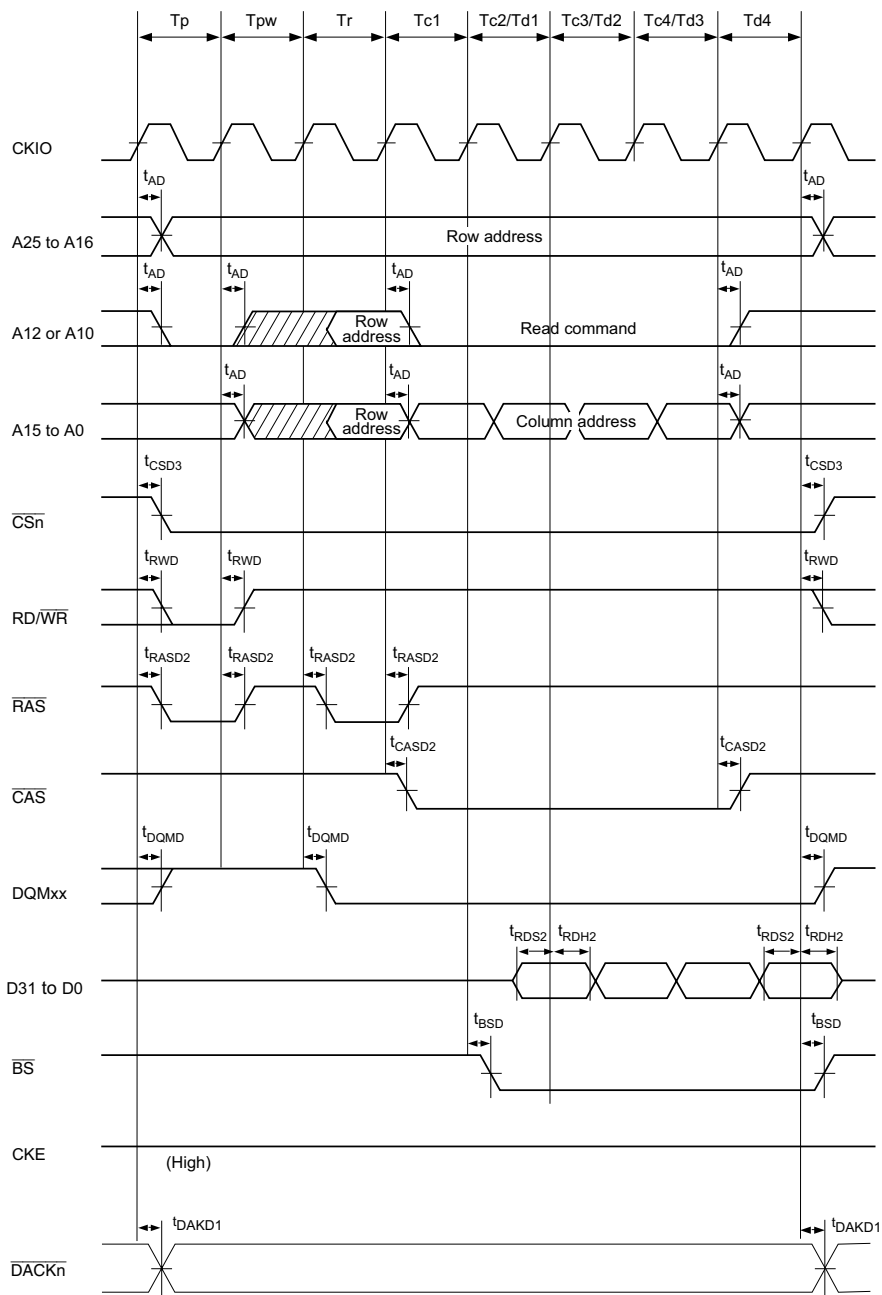 Tp Tpw Tr Tc1 Tc2/Td1 Tc3/Td2 Tc4/Td3 Td4
CKIO
tAD tAD
A25 to A16 Row address
tAD tAD tAD tAD
A12 or A10 Row address Read command
tAD tAD tAD
A15 to A0 Row address Column address
tCSD3 tCSD3
CSn
tRWD tRWD tRWD
RD/WR
tRASD2 tRASD2 tRASD2 tRASD2
RAS
tCASD2 tCASD2
CAS
tDQMD tDQMD tDQMD
DQMxx
tRDS2 tRDH2 tRDS2 tRDH2
D31 to D0
tBSD tBSD
BS
CKE
(High)
tDAKD1 tDAKD1
DACKn